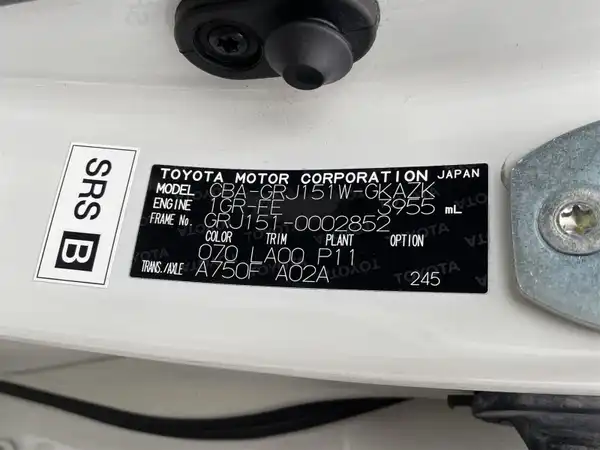 SRS B
TOYOTA MOTOR CORPORATION JAPAN
MODEL CBA-GRJ151W-GKAZK
ENGINE 1GR-FE 3955 mL
FRAME No. GRJ151-0002852
COLOR TRIM PLANT OPTION
070 LA00 P11
TRANS./AXLE A750F A02A 245